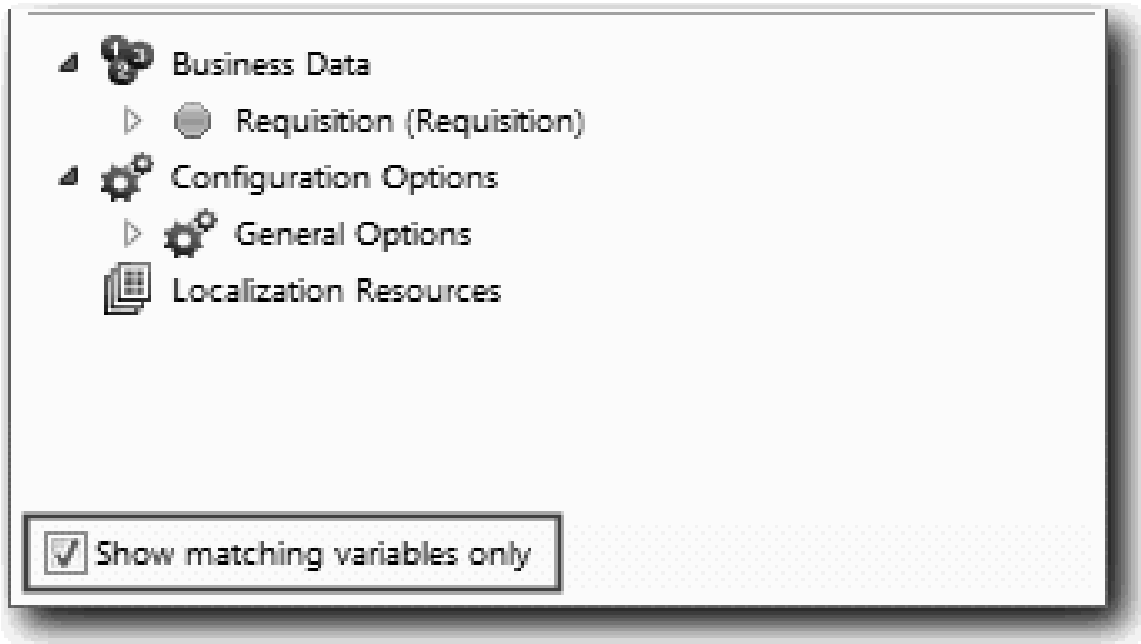 Business Data
Requisition (Requisition)
Configuration Options
General Options
Localization Resources
Show matching variables only